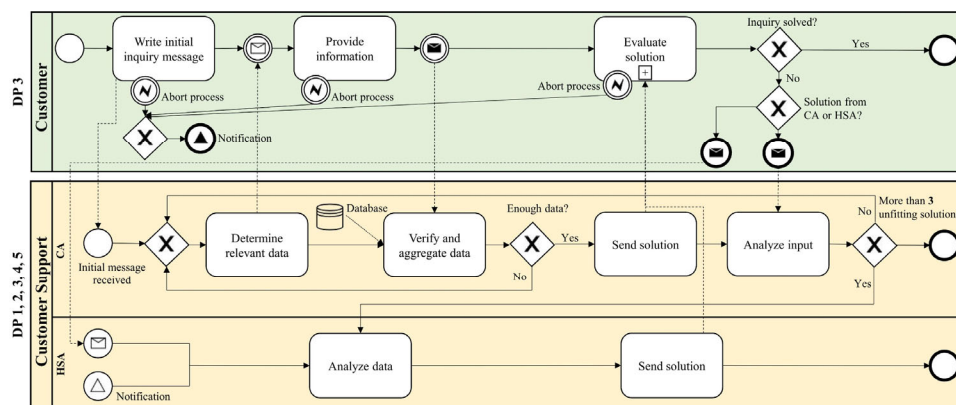 DP 3
Customer
Write initial
inquiry message
Provide
information
Evaluate
solution
Inquiry solved?
Yes
No
Abort process
Abort process
Abort process
Notification
Solution from
CA or HSA?
DP 1, 2, 3, 4, 5
Customer Support
CA
Initial message
received
Determine
relevant data
Database
Verify and
aggregate data
Enough data?
Yes
No
Send solution
Analyze input
More than 3
unfitting solution
No
Yes
HSA
Notification
Analyze data
Send solution